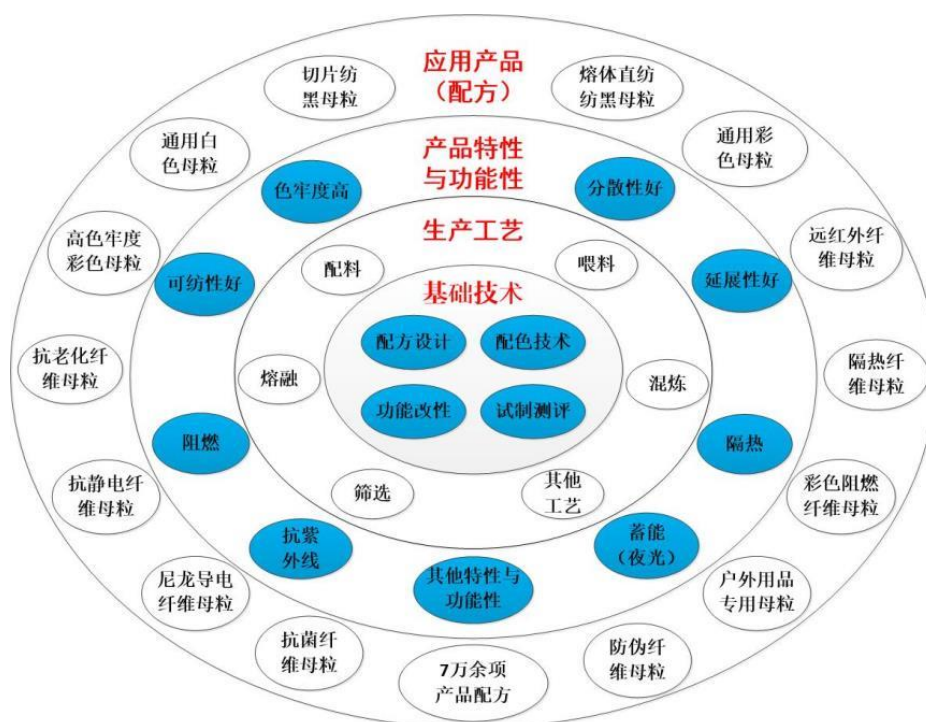 应用产品
（配方）
切片纺
黑母粒
熔体直纺
纺黑母粒
通用白
色母粒
通用彩
色母粒
高色牢度
彩色母粒
远红外纤
维母粒
抗老化纤
维母粒
隔热纤
维母粒
抗静电纤
维母粒
彩色阻燃
纤维母粒
尼龙导电
纤维母粒
户外用品
专用母粒
抗菌纤
维母粒
7万余项
产品配方
防伪纤
维母粒
产品特性
与功能性
色牢度高
分散性好
可纺性好
延展性好
阻燃
隔热
抗紫
外线
其他特性与
功能性
蓄能
（夜光）
生产工艺
配料
喂料
熔融
混炼
筛选
其他
工艺
基础技术
配方设计
配色技术
功能改性
试制测评